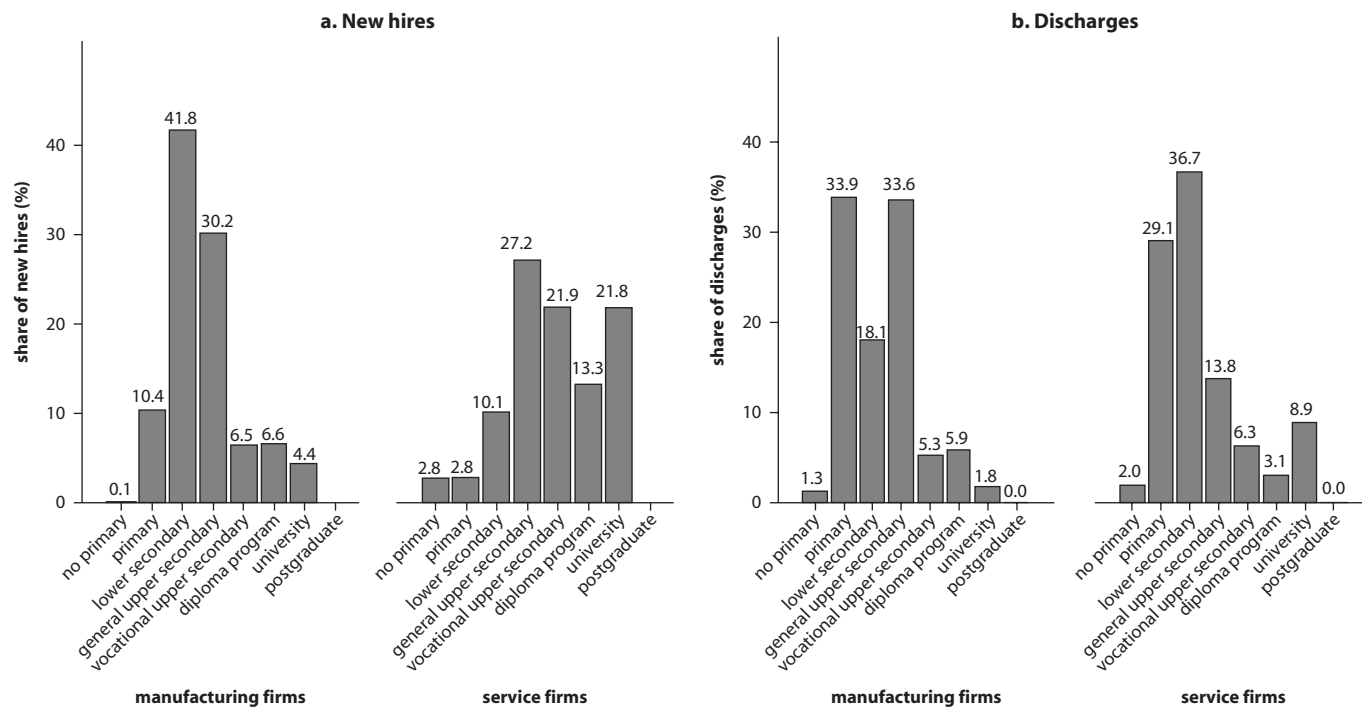 a. New hires
share of new hires (%)
40
30
20
10
0
0.1
10.4
41.8
30.2
6.5
6.6
4.4
no primary
primary
lower secondary
general upper secondary
vocational upper secondary
diploma program
university
postgraduate
manufacturing firms
2.8
2.8
10.1
27.2
21.9
13.3
21.8
no primary
primary
lower secondary
general upper secondary
vocational upper secondary
diploma program
university
postgraduate
service firms
b. Discharges
share of discharges (%)
40
30
20
10
0
1.3
33.9
18.1
33.6
5.3
5.9
1.8
0.0
no primary
primary
lower secondary
general upper secondary
vocational upper secondary
diploma program
university
postgraduate
manufacturing firms
2.0
29.1
36.7
13.8
6.3
3.1
8.9
0.0
no primary
primary
lower secondary
general upper secondary
vocational upper secondary
diploma program
university
postgraduate
service firms